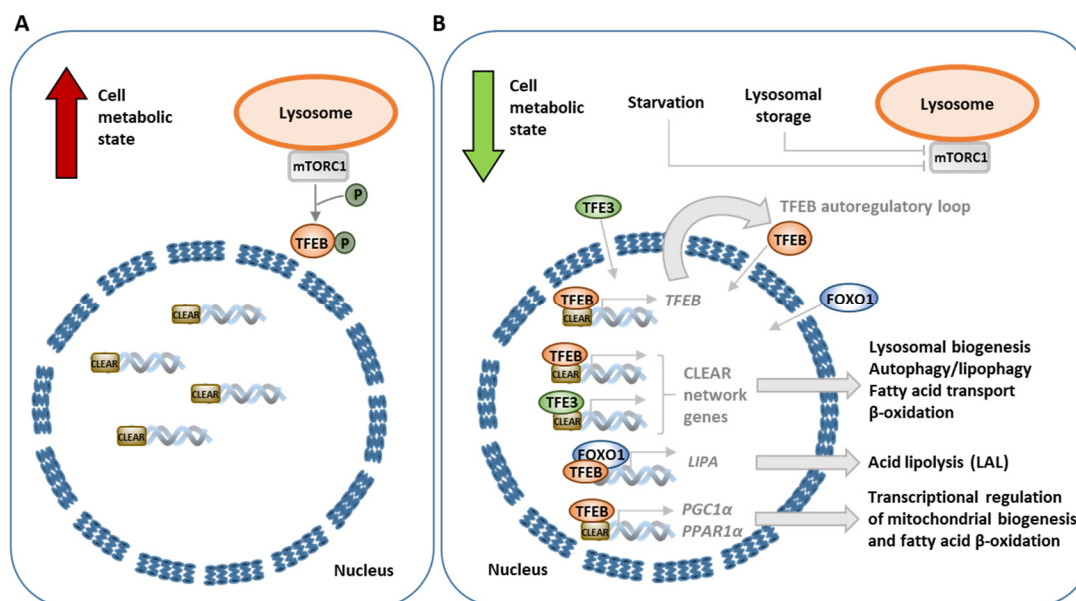 A
Cell
metabolic
state
Lysosome
mTORC1
P
TFEB
P
CLEAR
CLEAR
CLEAR
CLEAR
Nucleus
B
Cell
metabolic
state
Starvation
Lysosomal
storage
Lysosome
mTORC1
TFE3
TFEB autoregulatory loop
TFEB
FOXO1
TFEB
CLEAR
TFEB
TFEB
CLEAR
TFE3
CLEAR
CLEAR
network
genes
Lysosomal biogenesis
Autophagy/lipophagy
Fatty acid transport
β-oxidation
FOXO1
TFEB
LIPA
Acid lipolysis (LAL)
TFEB
CLEAR
PGC1α
PPAR1α
Transcriptional regulation
of mitochondrial biogenesis
and fatty acid β-oxidation
Nucleus